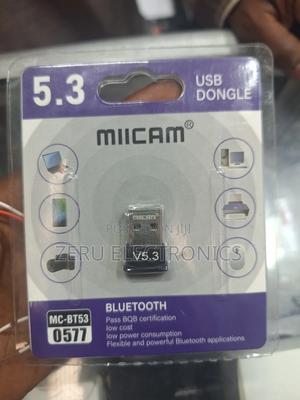 5.3
USB
DONGLE
MIICAM®
MIICAM
ZERU ELECTRONICS
V5.3
MC-BT53
0577
BLUETOOTH
Pass BQB certification
low cost
low power consumption
Flexible and powerful Bluetooth applications